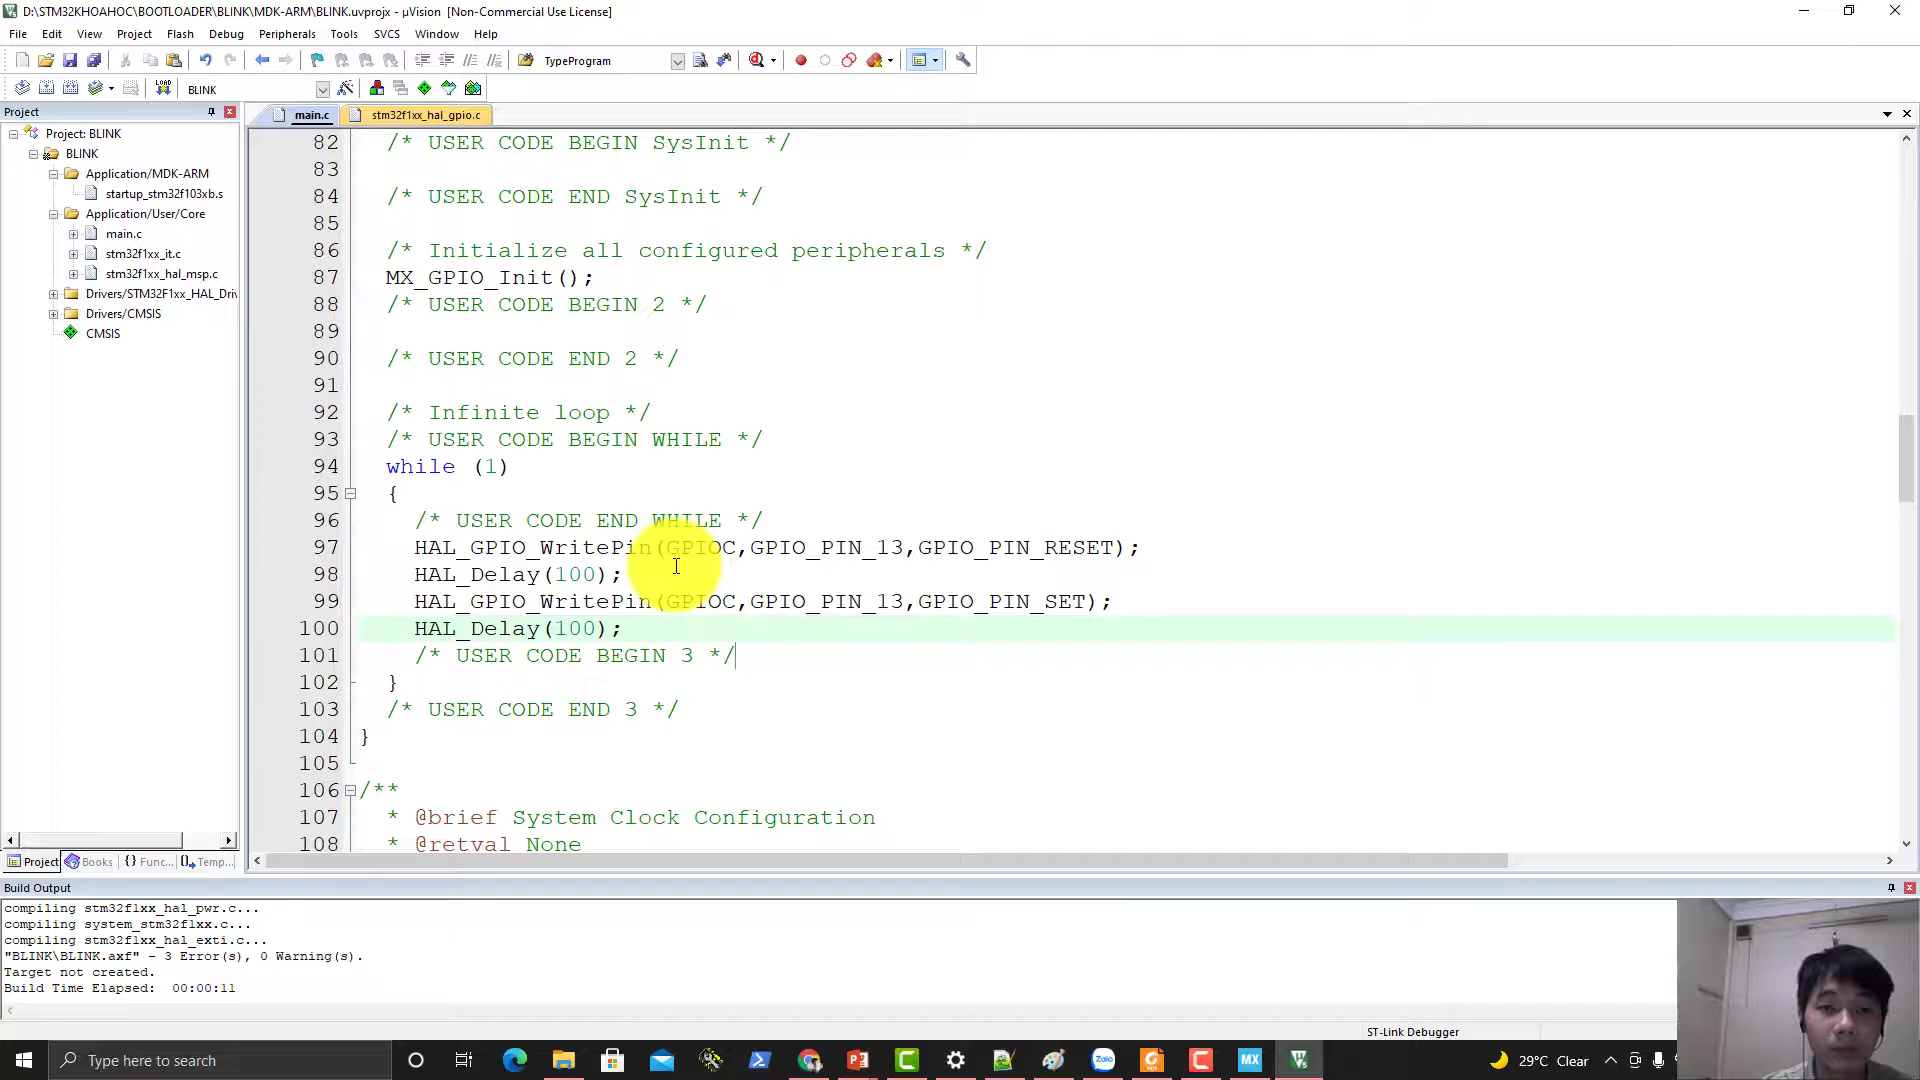 D:\STM32KHOAHOC\BOOTLOADER\BLINK\MDK-ARM\BLINK.uvprojx - µVision [Non-Commercial Use License]
File Edit View Project Flash Debug Peripherals Tools SVCS Window Help
TypeProgram
LOAD BLINK
Project
main.c stm32f1xx_hal_gpio.c
Project: BLINK
BLINK
Application/MDK-ARM
startup_stm32f103xb.s
Application/User/Core
main.c
stm32f1xx_it.c
stm32f1xx_hal_msp.c
Drivers/STM32F1xx_HAL_Driv
Drivers/CMSIS
CMSIS
Project Books {} Func... Temp...
82 /* USER CODE BEGIN SysInit */
83
84 /* USER CODE END SysInit */
85
86 /* Initialize all configured peripherals */
87 MX_GPIO_Init();
88 /* USER CODE BEGIN 2 */
89
90 /* USER CODE END 2 */
91
92 /* Infinite loop */
93 /* USER CODE BEGIN WHILE */
94 while (1)
95 {
96 /* USER CODE END WHILE */
97 HAL_GPIO_WritePin(GPIOC,GPIO_PIN_13,GPIO_PIN_RESET);
98 HAL_Delay(100);
99 HAL_GPIO_WritePin(GPIOC,GPIO_PIN_13,GPIO_PIN_SET);
100 HAL_Delay(100);
101 /* USER CODE BEGIN 3 */
102 }
103 /* USER CODE END 3 */
104 }
105
106 /**
107 * @brief System Clock Configuration
108 * @retval None
Build Output
compiling stm32f1xx_hal_pwr.c...
compiling system_stm32f1xx.c...
compiling stm32f1xx_hal_exti.c...
"BLINK\BLINK.axf" - 3 Error(s), 0 Warning(s).
Target not created.
Build Time Elapsed: 00:00:11
ST-Link Debugger
Type here to search
Zalo
MX
29°C Clear